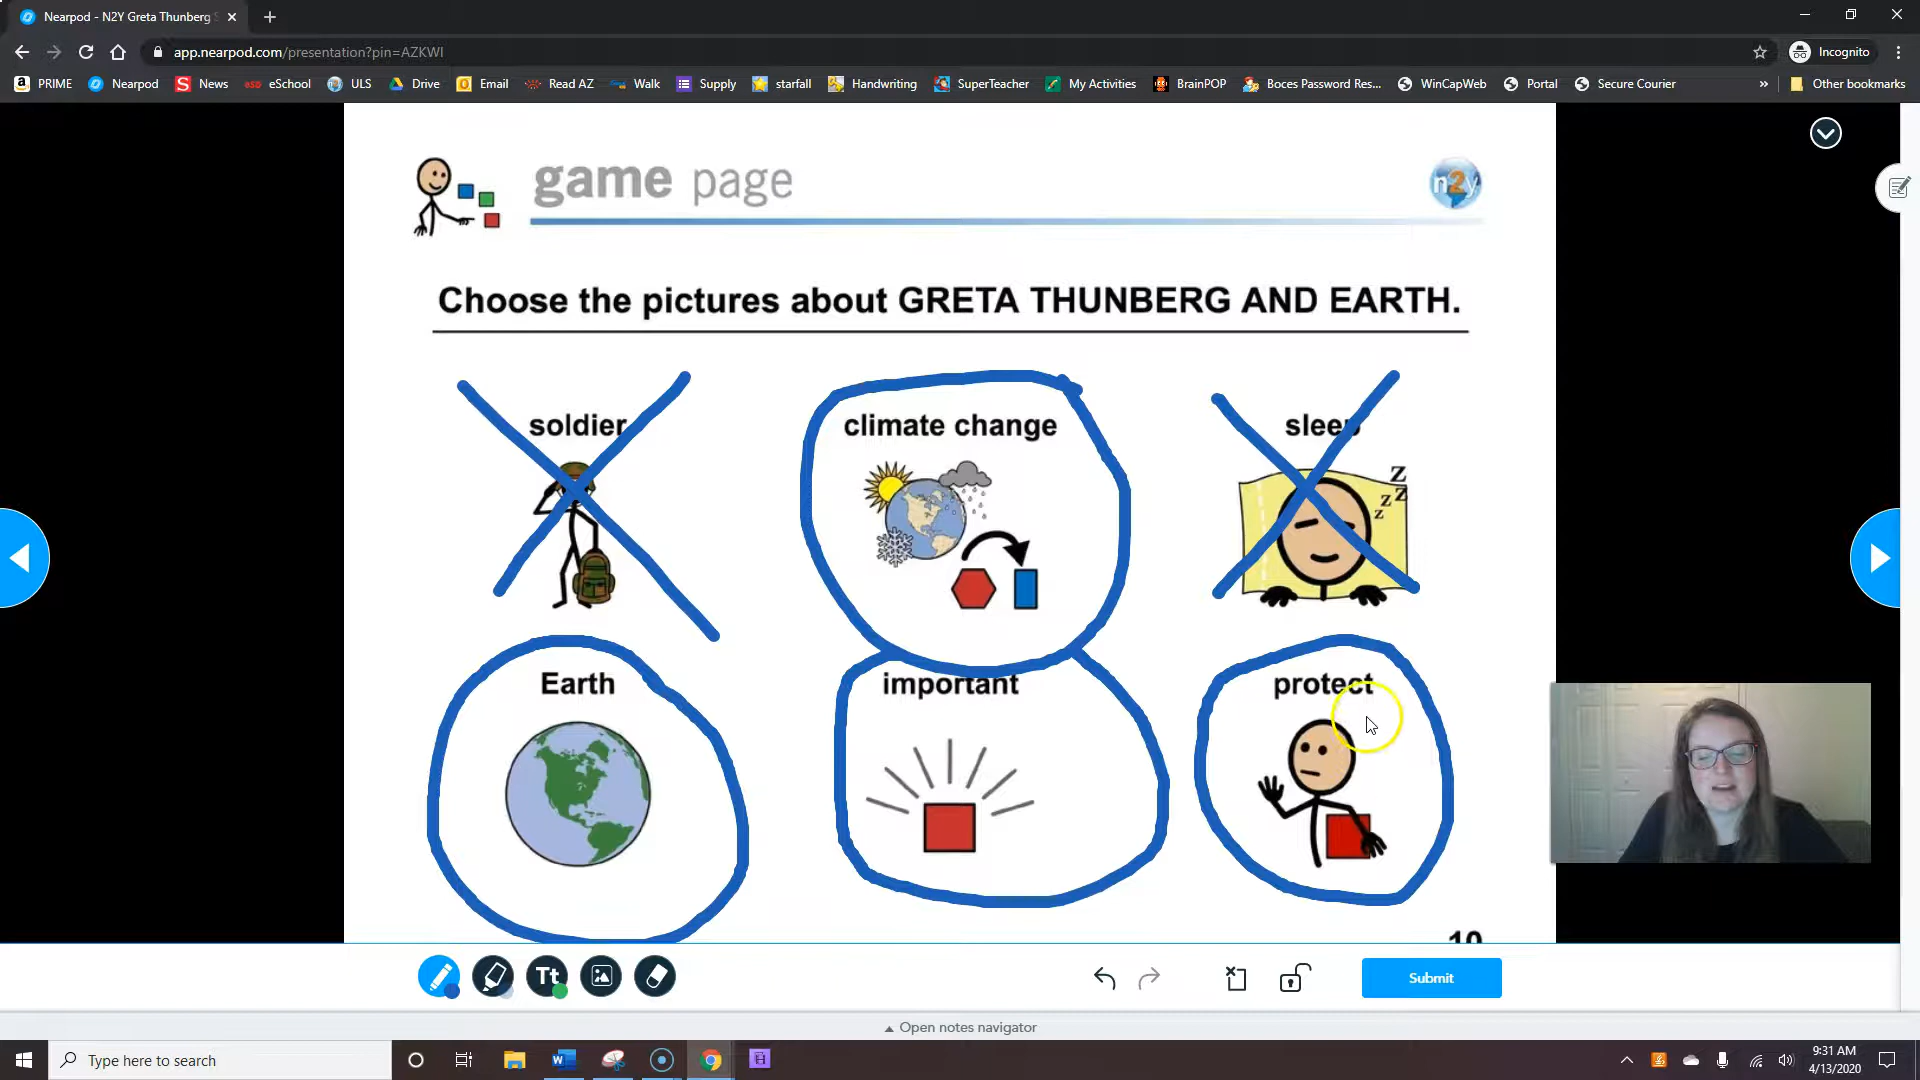 Nearpod - N2Y Greta Thunberg
app.nearpod.com/presentation?pin=AZKWI
Incognito
PRIME Nearpod News eSchool ULS Drive Email Read AZ Walk Supply starfall Handwriting SuperTeacher My Activities BrainPOP Boces Password Res... WinCapWeb Portal Secure Courier » Other bookmarks
game page
n2y
Choose the pictures about GRETA THUNBERG AND EARTH.
soldier climate change sleep
z z z
Earth important protect
10
Tt
Submit
Open notes navigator
Type here to search
9:31 AM
4/13/2020